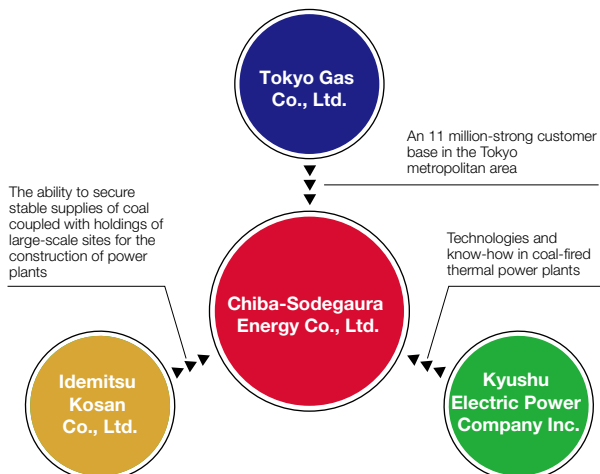 Tokyo Gas
Co., Ltd.
An 11 million-strong customer
base in the Tokyo
metropolitan area
The ability to secure
stable supplies of coal
coupled with holdings of
large-scale sites for the
construction of power
plants
Technologies and
know-how in coal-fired
thermal power plants
Chiba-Sodegaura
Energy Co., Ltd.
Idemitsu
Kosan
Co., Ltd.
Kyushu
Electric Power
Company Inc.